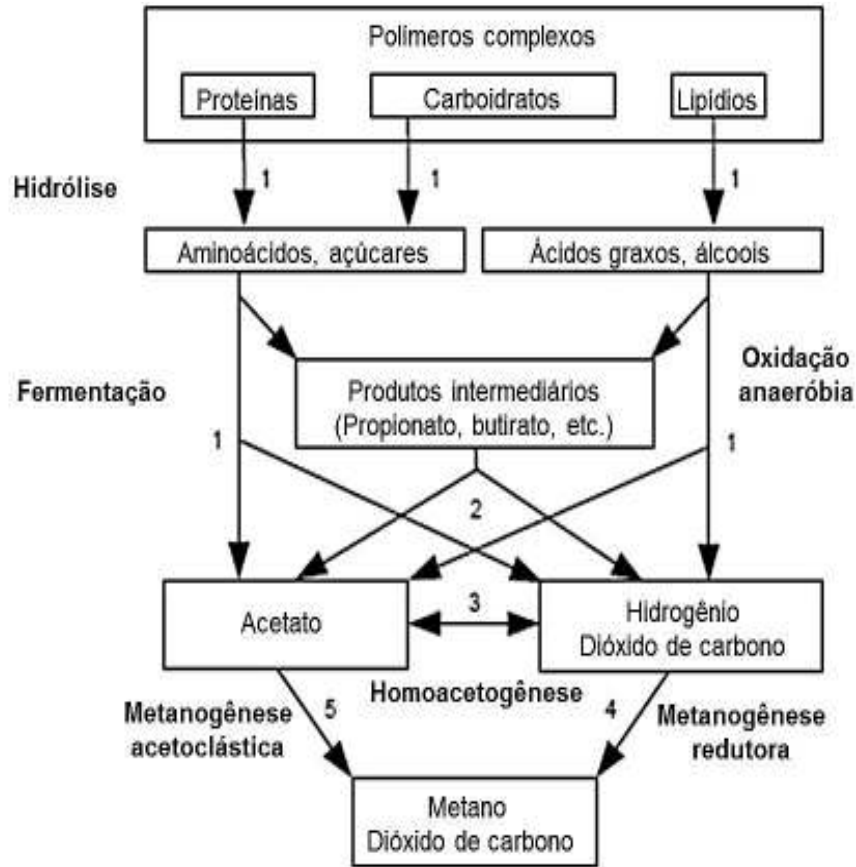 Polímeros complexos
Proteínas
Carboidratos
Lipídios
1
1
1
Hidrólise
Aminoácidos, açúcares
Ácidos graxos, álcoois
Fermentação
Produtos intermediários
(Propionato, butirato, etc.)
Oxidação
anaeróbia
1
1
2
Acetato
3
Hidrogênio
Dióxido de carbono
Homoacetogênese
Metanogênese
acetoclástica
5
4
Metanogênese
redutora
Metano
Dióxido de carbono